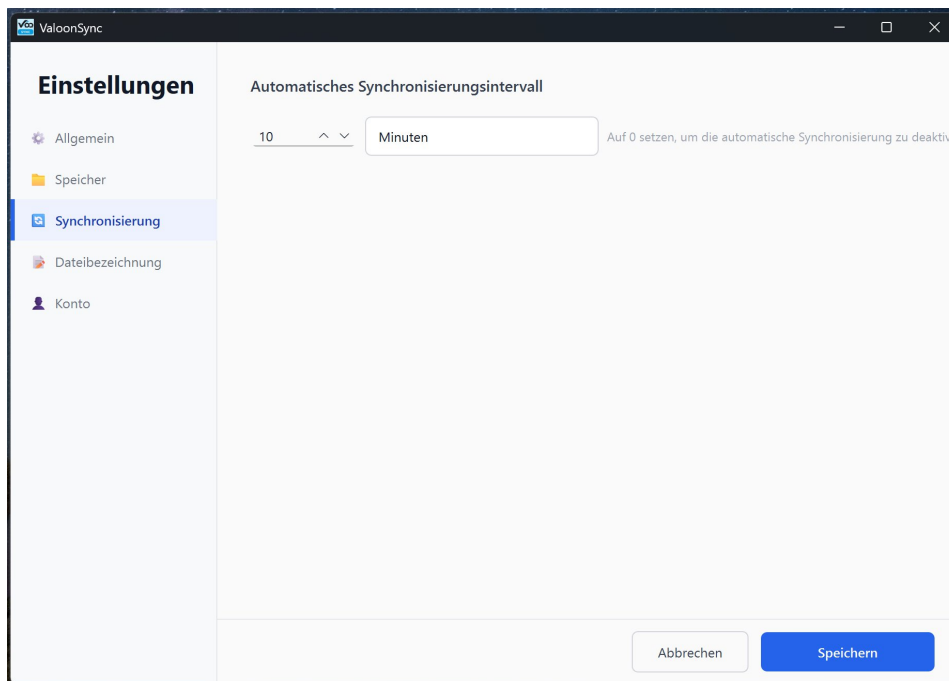 ValoonSync
Einstellungen
Allgemein
Speicher
Synchronisierung
Dateibezeichnung
Konto
Automatisches Synchronisierungsintervall
10 Minuten Auf 0 setzen, um die automatische Synchronisierung zu deaktiv
Abbrechen Speichern